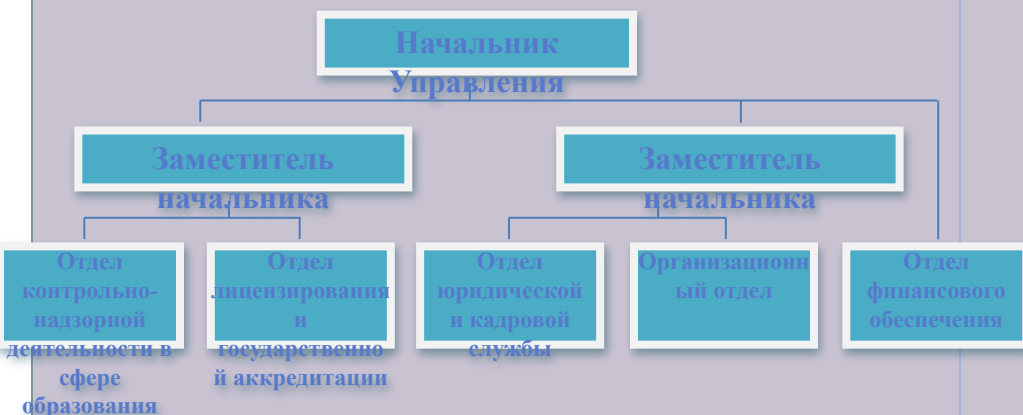 Начальник
Управления
Заместитель
начальника
Заместитель
начальника
Отдел
контрольно-
надзорной
деятельности в
сфере
образования
Отдел
лицензирования
и
государственно
й аккредитации
Отдел
юридической
и кадровой
службы
Организационн
ый отдел
Отдел
финансового
обеспечения